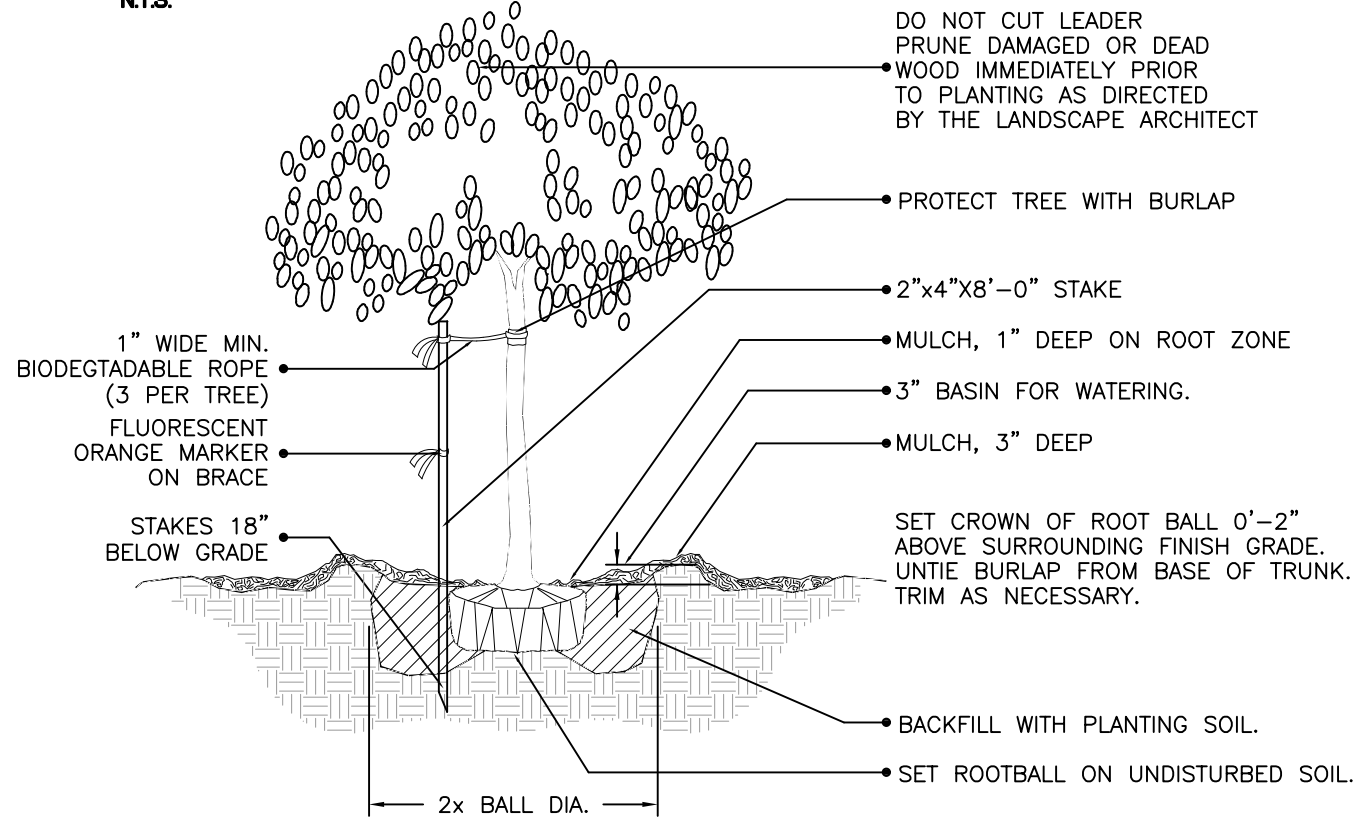 N.T.S.
DO NOT CUT LEADER
PRUNE DAMAGED OR DEAD
WOOD IMMEDIATELY PRIOR
TO PLANTING AS DIRECTED
BY THE LANDSCAPE ARCHITECT
PROTECT TREE WITH BURLAP
2"x4"X8'-0" STAKE
MULCH, 1" DEEP ON ROOT ZONE
3" BASIN FOR WATERING.
MULCH, 3" DEEP
SET CROWN OF ROOT BALL 0'-2"
ABOVE SURROUNDING FINISH GRADE.
UNTIE BURLAP FROM BASE OF TRUNK.
TRIM AS NECESSARY.
BACKFILL WITH PLANTING SOIL.
SET ROOTBALL ON UNDISTURBED SOIL.
1" WIDE MIN.
BIODEGTADABLE ROPE
(3 PER TREE)
FLUORESCENT
ORANGE MARKER
ON BRACE
STAKES 18"
BELOW GRADE
2x BALL DIA.